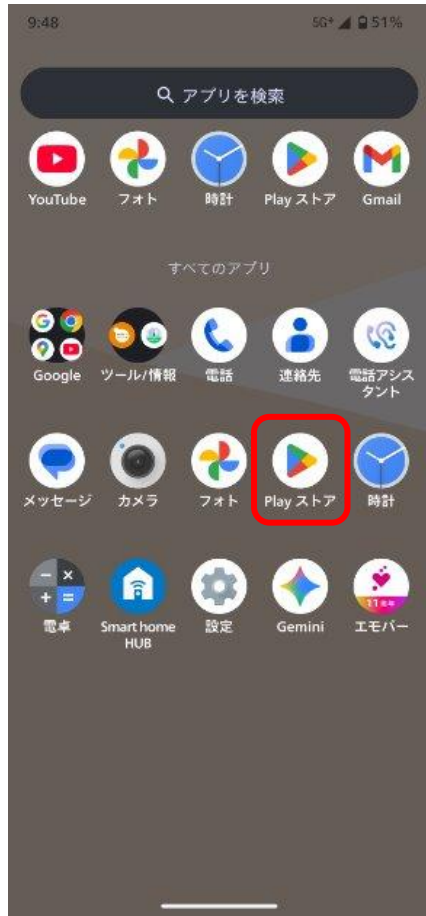 9:48 5G+ 51%
アプリを検索
YouTube フォト 時計 Play ストア Gmail
すべてのアプリ
Google ツール/情報 電話 連絡先 電話アシス
タント
メッセージ カメラ フォト Play ストア 時計
11周年
電卓 Smart home 設定 Gemini エモパー
HUB